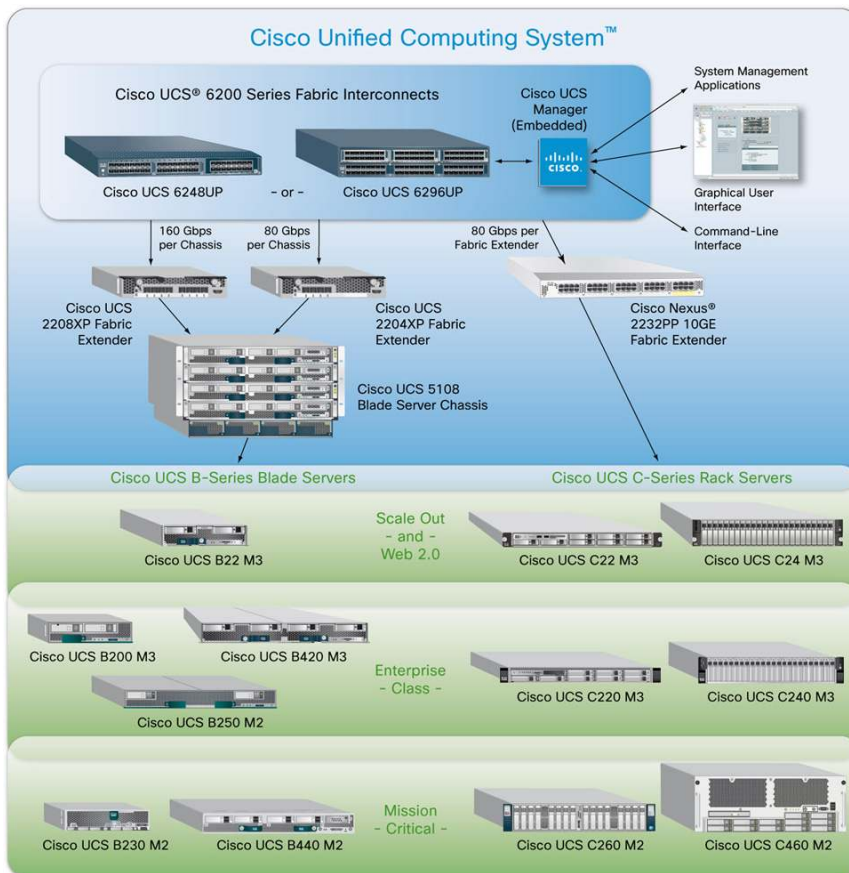 Cisco Unified Computing System™
Cisco UCS® 6200 Series Fabric Interconnects
Cisco UCS
Manager
(Embedded)
System Management
Applications
CISCO.
Cisco UCS 6248UP
- or -
Cisco UCS 6296UP
Graphical User
Interface
Command-Line
Interface
160 Gbps
per Chassis
80 Gbps
per Chassis
80 Gbps per
Fabric Extender
Cisco UCS
2208XP Fabric
Extender
Cisco UCS
2204XP Fabric
Extender
Cisco Nexus®
2232PP 10GE
Fabric Extender
Cisco UCS 5108
Blade Server Chassis
Cisco UCS B-Series Blade Servers
Cisco UCS C-Series Rack Servers
Scale Out
- and -
Web 2.0
Cisco UCS B22 M3
Cisco UCS C22 M3
Cisco UCS C24 M3
Cisco UCS B200 M3
Cisco UCS B420 M3
Cisco UCS B250 M2
Enterprise
- Class -
Cisco UCS C220 M3
Cisco UCS C240 M3
Mission
- Critical -
Cisco UCS B230 M2
Cisco UCS B440 M2
Cisco UCS C260 M2
Cisco UCS C460 M2